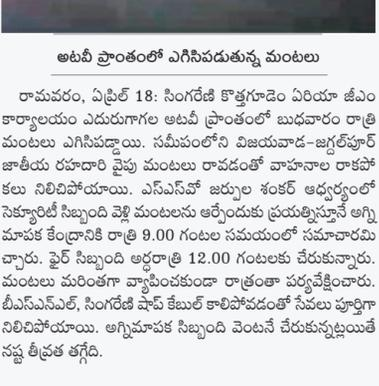 అటవీ ప్రాంతంలో ఎగిసిపడుతున్న మంటలు
రామవరం, ఏప్రిల్ 18: సింగరేణి కొత్తగూడెం ఏరియా జీఎం
కార్యాలయం ఎదురుగాగల అటవీ ప్రాంతంలో బుధవారం రాత్రి
మంటలు ఎగిసిపడ్డాయి. సమీపంలోని విజయవాడ-జగ్దల్‌పూర్
జాతీయ రహదారి వైపు మంటలు రావడంతో వాహనాల రాకపో
కలు నిలిచిపోయాయి. ఎస్ఎస్‌వో జర్పుల శంకర్ ఆధ్వర్యంలో
సెక్యూరిటీ సిబ్బంది వెళ్లి మంటలను ఆర్పేందుకు ప్రయత్నిస్తూనే అగ్ని
మాపక కేంద్రానికి రాత్రి 9.00 గంటల సమయంలో సమాచారమి
చ్చారు. ఫైర్ సిబ్బంది అర్ధరాత్రి 12.00 గంటలకు చేరుకున్నారు.
మంటలు మరింతగా వ్యాపించకుండా రాత్రంతా పర్యవేక్షించారు.
బీఎస్ఎన్ఎల్, సింగరేణి షాప్ కేబుల్ కాలిపోవడంతో సేవలు పూర్తిగా
నిలిచిపోయాయి. అగ్నిమాపక సిబ్బంది వెంటనే చేరుకున్నట్లయితే
నష్ట తీవ్రత తగ్గేది.